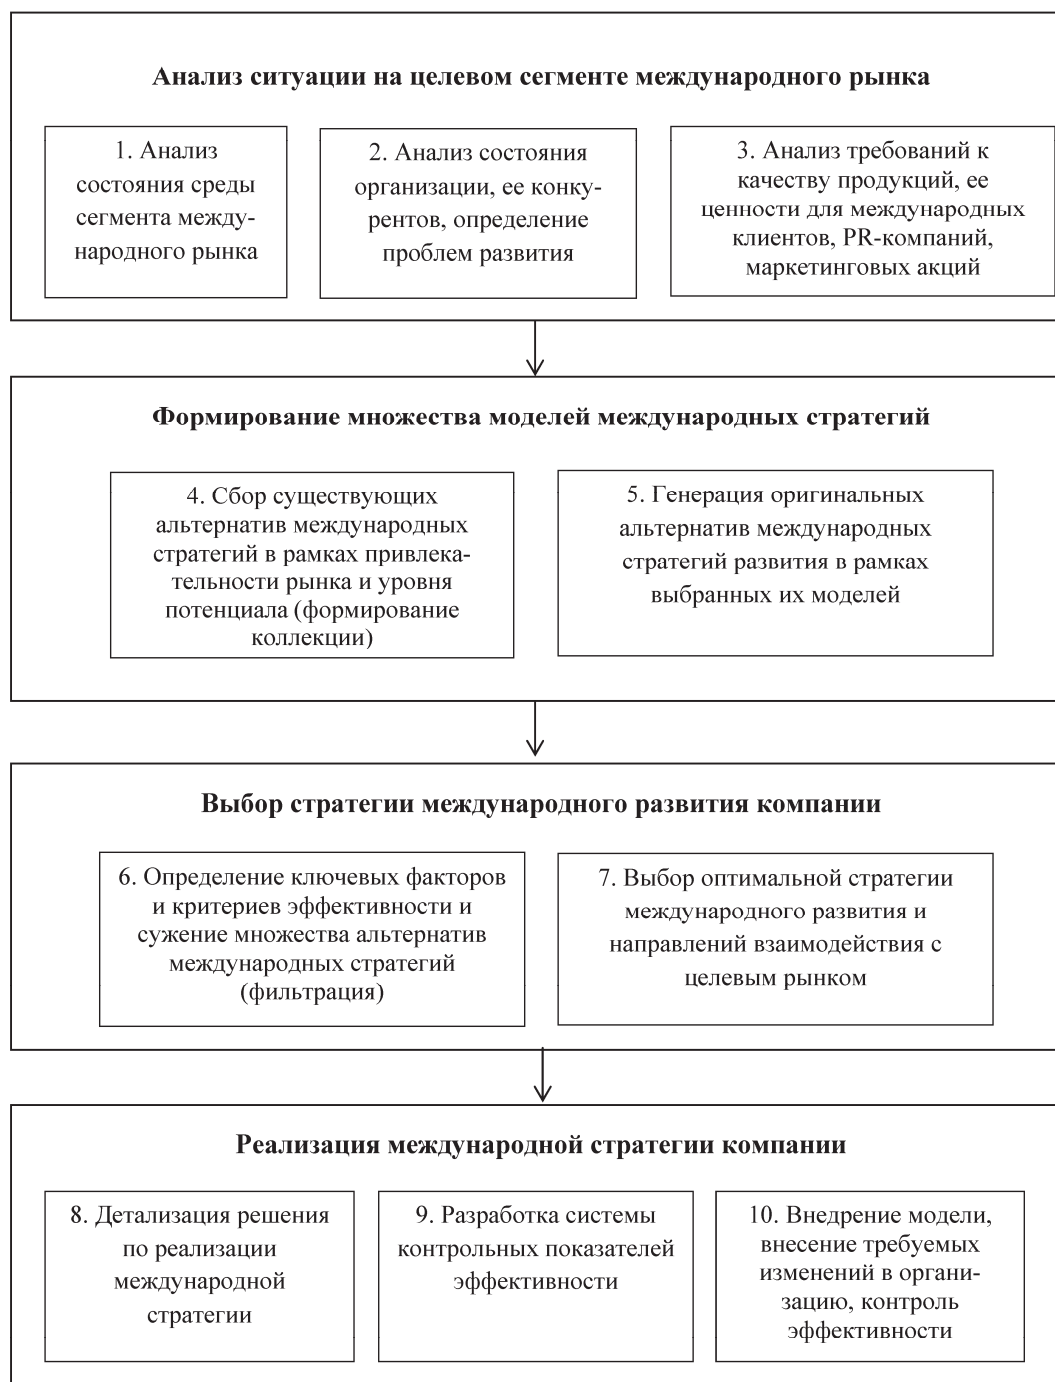 Анализ ситуации на целевом сегменте международного рынка
1. Анализ
состояния среды
сегмента между-
народного рынка
2. Анализ состояния
организации, ее конку-
рентов, определение
проблем развития
3. Анализ требований к
качеству продукций, ее
ценности для международных
клиентов, PR-компаний,
маркетинговых акций
Формирование множества моделей международных стратегий
4. Сбор существующих
альтернатив международных
стратегий в рамках привлека-
тельности рынка и уровня
потенциала (формирование
коллекции)
5. Генерация оригинальных
альтернатив международных
стратегий развития в рамках
выбранных их моделей
Выбор стратегии международного развития компании
6. Определение ключевых факторов
и критериев эффективности и
сужение множества альтернатив
международных стратегий
(фильтрация)
7. Выбор оптимальной стратегии
международного развития и
направлений взаимодействия с
целевым рынком
Реализация международной стратегии компании
8. Детализация решения
по реализации
международной
стратегии
9. Разработка системы
контрольных показателей
эффективности
10. Внедрение модели,
внесение требуемых
изменений в органи-
зацию, контроль
эффективности